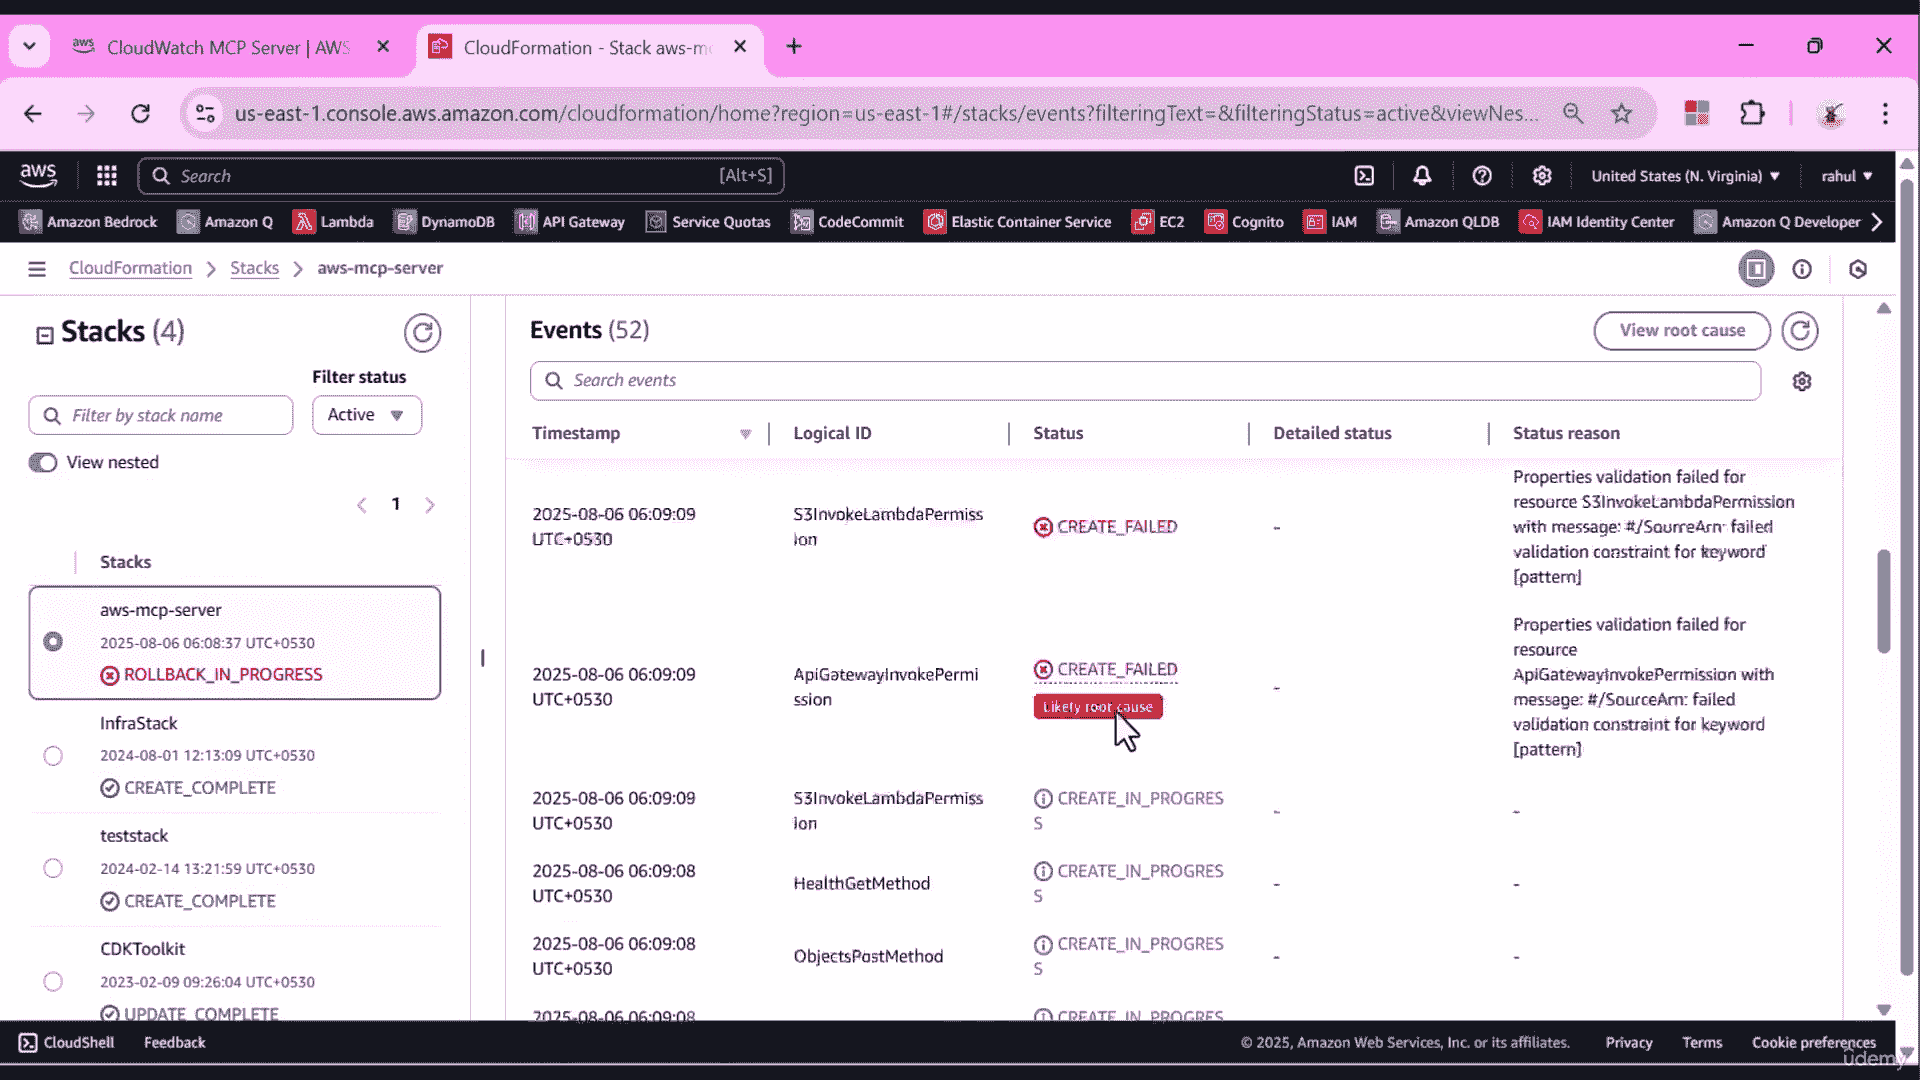 aws CloudWatch MCP Server | AWS
CloudFormation - Stack aws-mc
us-east-1.console.aws.amazon.com/cloudformation/home?region=us-east-1#/stacks/events?filteringText=&filteringStatus=active&viewNes...
aws
Search
[Alt+S]
United States (N. Virginia)
rahul
Amazon Bedrock
Amazon Q
Lambda
DynamoDB
API Gateway
Service Quotas
CodeCommit
Elastic Container Service
EC2
Cognito
IAM
Amazon QLDB
IAM Identity Center
Amazon Q Developer
CloudFormation
Stacks
aws-mcp-server
Stacks (4)
Filter status
Filter by stack name
Active
View nested
1
Stacks
aws-mcp-server
2025-08-06 06:08:37 UTC+0530
ROLLBACK_IN_PROGRESS
InfraStack
2024-08-01 12:13:09 UTC+0530
CREATE_COMPLETE
teststack
2024-02-14 13:21:59 UTC+0530
CREATE_COMPLETE
CDKToolkit
2023-02-09 09:26:04 UTC+0530
UPDATE_COMPLETE
Events (52)
View root cause
Search events
Timestamp
Logical ID
Status
Detailed status
Status reason
2025-08-06 06:09:09
UTC+0530
S3InvokeLambdaPermiss
ion
CREATE_FAILED
-
Properties validation failed for
resource S3InvokeLambdaPermission
with message: #/SourceArn: failed
validation constraint for keyword
[pattern]
2025-08-06 06:09:09
UTC+0530
ApiGatewayInvokePermi
ssion
CREATE_FAILED
Likely root cause
-
Properties validation failed for
resource
ApiGatewayInvokePermission with
message: #/SourceArn: failed
validation constraint for keyword
[pattern]
2025-08-06 06:09:09
UTC+0530
S3InvokeLambdaPermiss
ion
CREATE_IN_PROGRES
S
-
-
2025-08-06 06:09:08
UTC+0530
HealthGetMethod
CREATE_IN_PROGRES
S
-
-
2025-08-06 06:09:08
UTC+0530
ObjectsPostMethod
CREATE_IN_PROGRES
S
-
-
2025-08-06 06:09:08
CREATE_IN_PROGRES
CloudShell
Feedback
© 2025, Amazon Web Services, Inc. or its affiliates.
Privacy
Terms
Cookie preferences
udemy